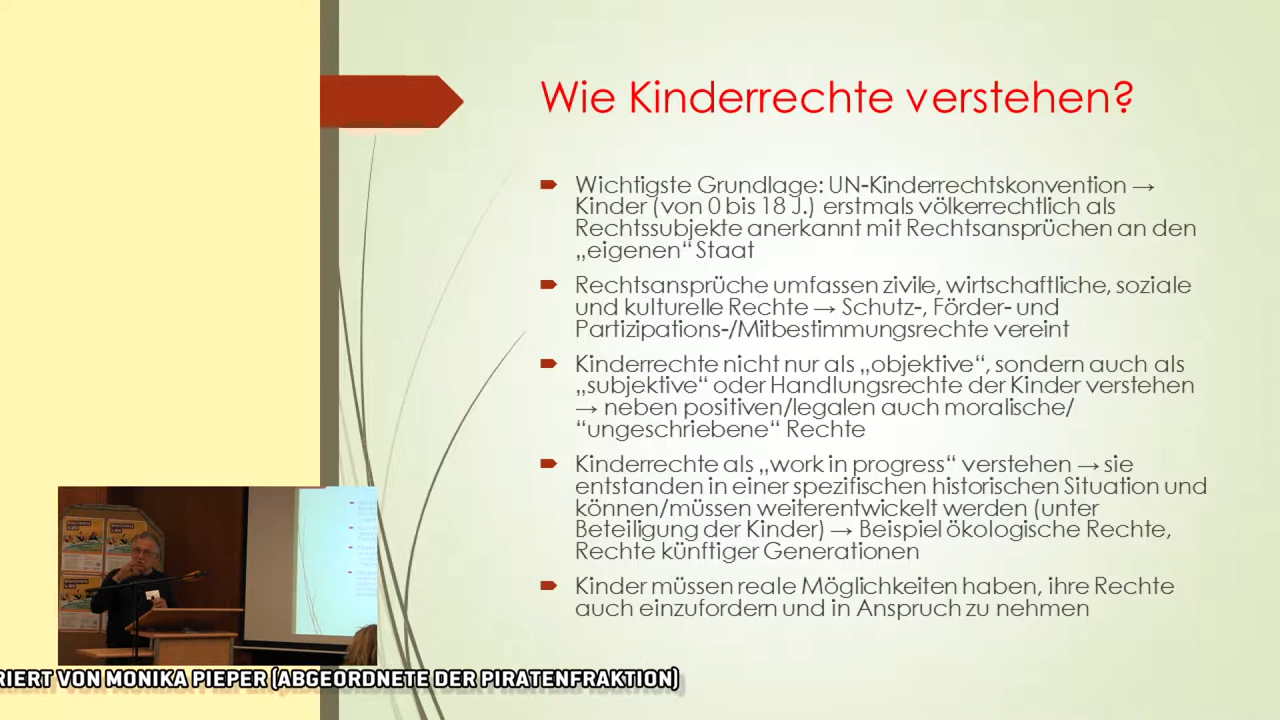 Wie Kinderrechte verstehen?
Wichtigste Grundlage: UN-Kinderrechtskonvention →
Kinder (von 0 bis 18 J.) erstmals völkerrechtlich als
Rechtssubjekte anerkannt mit Rechtsansprüchen an den
„eigenen“ Staat
Rechtsansprüche umfassen zivile, wirtschaftliche, soziale
und kulturelle Rechte → Schutz-, Förder- und
Partizipations-/Mitbestimmungsrechte vereint
Kinderrechte nicht nur als „objektive“, sondern auch als
„subjektive“ oder Handlungsrechte der Kinder verstehen
→ neben positiven/legalen auch moralische/
“ungeschriebene“ Rechte
Kinderrechte als „work in progress“ verstehen → sie
entstanden in einer spezifischen historischen Situation und
können/müssen weiterentwickelt werden (unter
Beteiligung der Kinder) → Beispiel ökologische Rechte,
Rechte künftiger Generationen
Kinder müssen reale Möglichkeiten haben, ihre Rechte
auch einzufordern und in Anspruch zu nehmen
RIERT VON MONIKA PIEPER (ABGEORDNETE DER PIRATENFRAKTION)